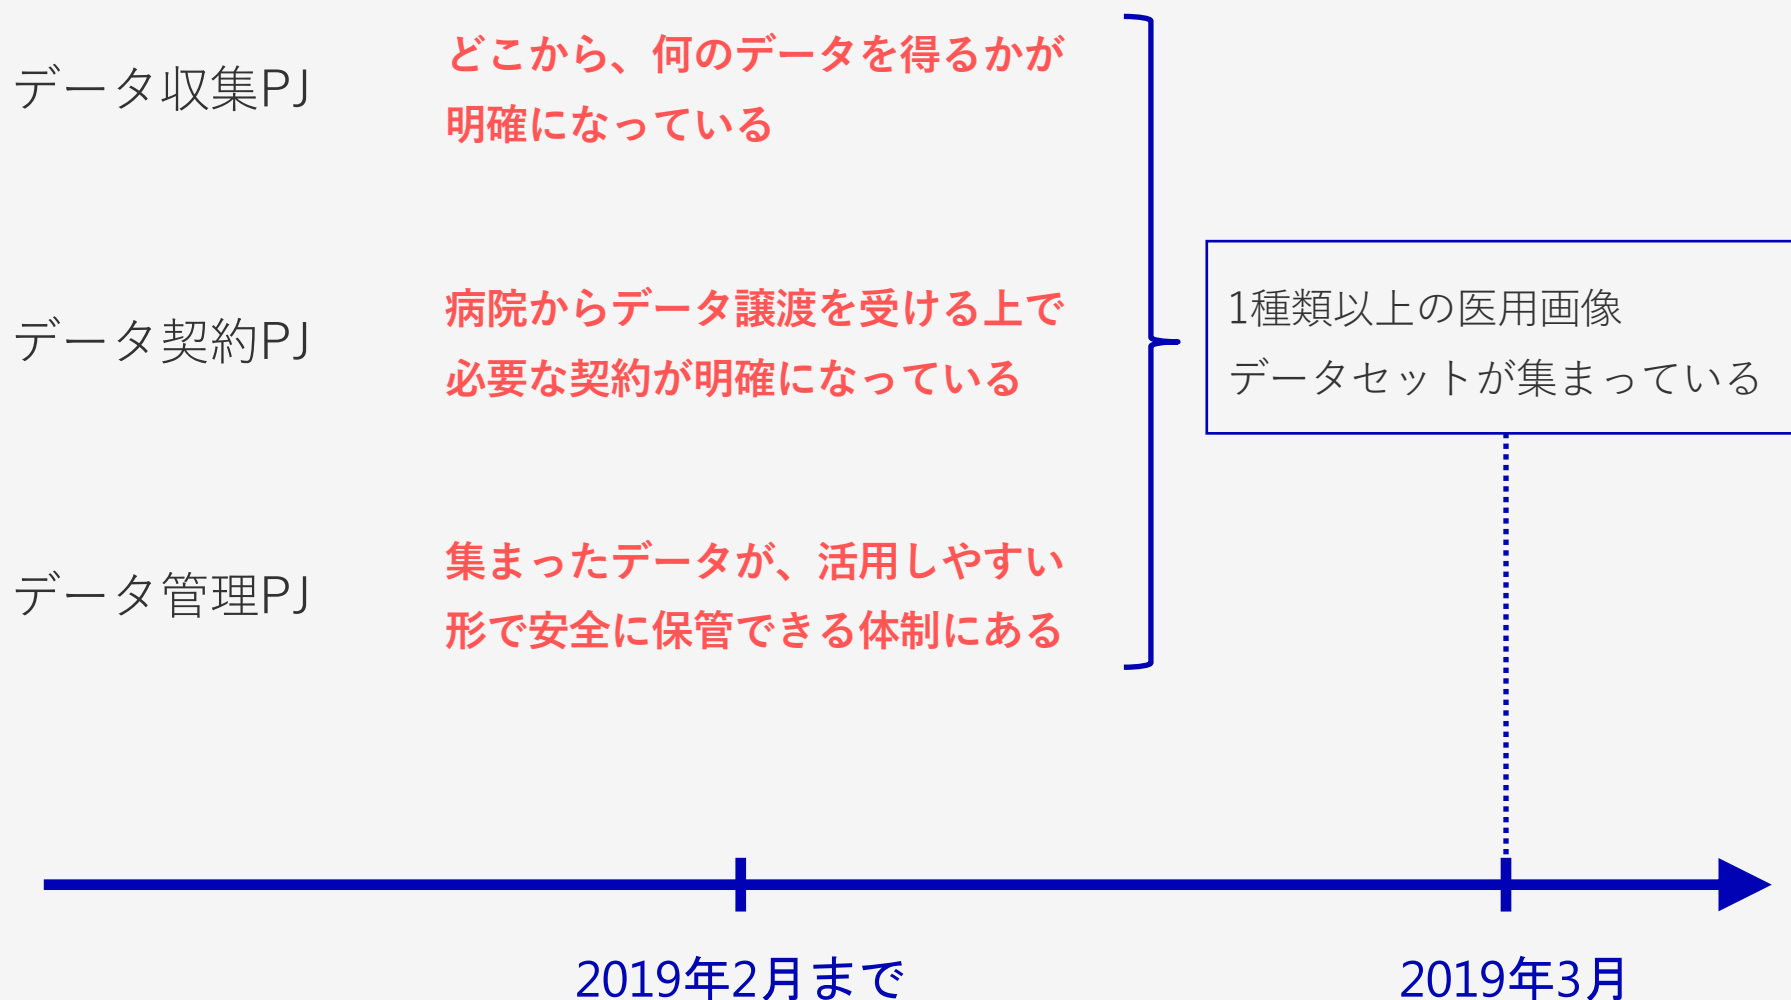 データ収集PJ
どこから、何のデータを得るかが
明確になっている
データ契約PJ
病院からデータ譲渡を受ける上で
必要な契約が明確になっている
データ管理PJ
集まったデータが、活用しやすい
形で安全に保管できる体制にある
1種類以上の医用画像
データセットが集まっている
2019年2月まで
2019年3月